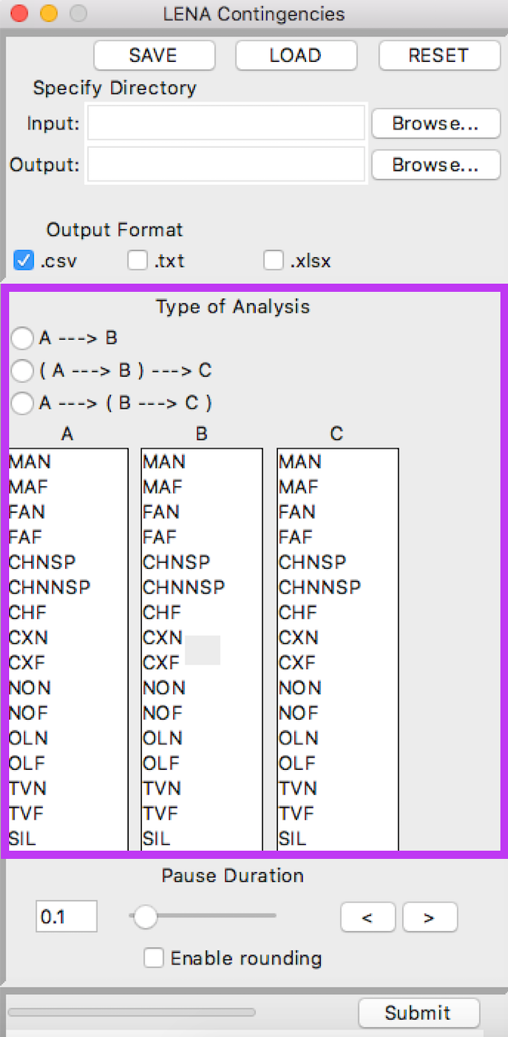 LENA Contingencies
SAVE LOAD RESET
Specify Directory
Input: Browse...
Output: Browse...
Output Format
.csv .txt .xlsx
Type of Analysis
A ---> B
( A ---> B ) ---> C
A ---> ( B ---> C )
A B C
MAN MAN MAN
MAF MAF MAF
FAN FAN FAN
FAF FAF FAF
CHNSP CHNSP CHNSP
CHNNSP CHNNSP CHNNSP
CHF CHF CHF
CXN CXN CXN
CXF CXF CXF
NON NON NON
NOF NOF NOF
OLN OLN OLN
OLF OLF OLF
TVN TVN TVN
TVF TVF TVF
SIL SIL SIL
Pause Duration
0.1 < >
Enable rounding
Submit